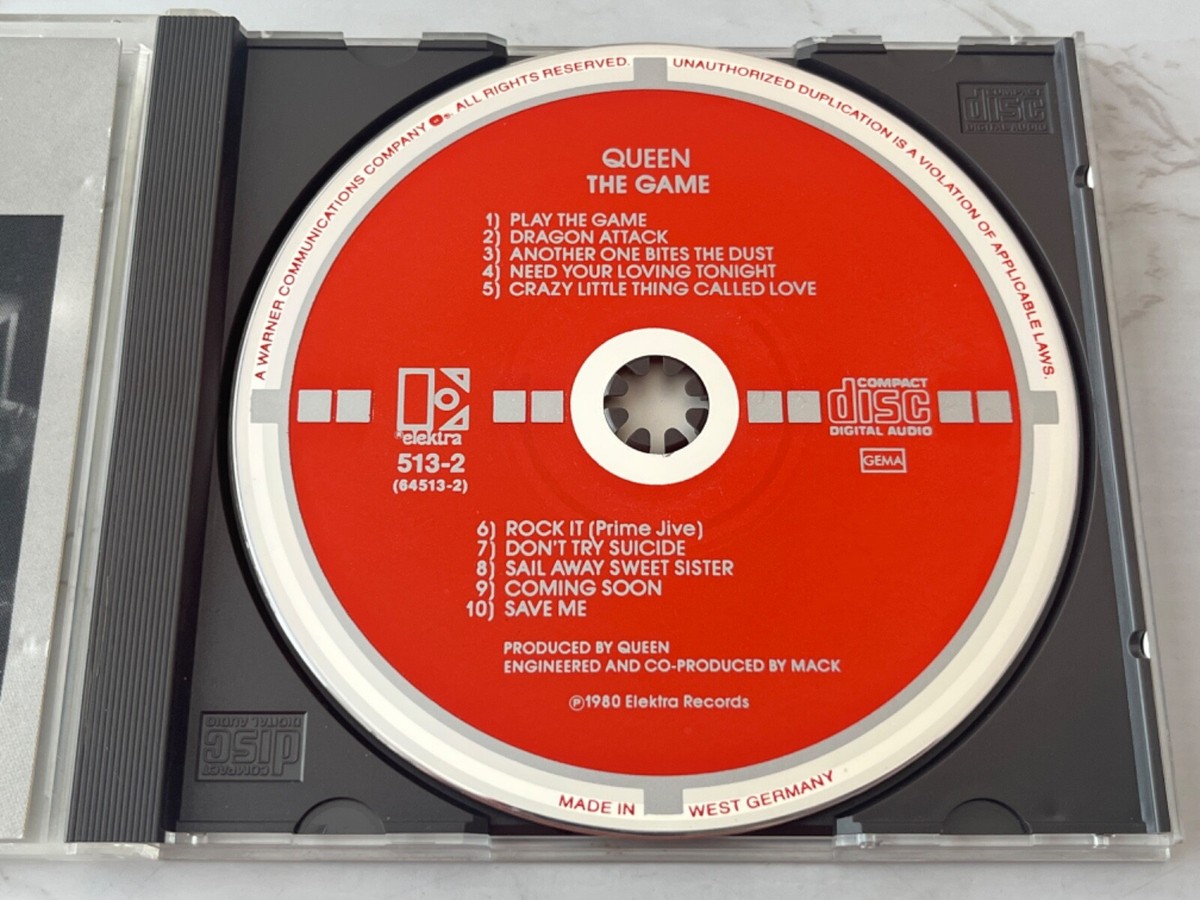 A WARNER COMMUNICATIONS COMPANY ®. ALL RIGHTS RESERVED. UNAUTHORIZED DUPLICATION IS A VIOLATION OF APPLICABLE LAWS.
COMPACT
disc
DIGITAL AUDIO
QUEEN
THE GAME
1) PLAY THE GAME
2) DRAGON ATTACK
3) ANOTHER ONE BITES THE DUST
4) NEED YOUR LOVING TONIGHT
5) CRAZY LITTLE THING CALLED LOVE
®elektra
513-2
(64513-2)
COMPACT
disc
DIGITAL AUDIO
GEMA
6) ROCK IT (Prime Jive)
7) DON'T TRY SUICIDE
8) SAIL AWAY SWEET SISTER
9) COMING SOON
10) SAVE ME
PRODUCED BY QUEEN
ENGINEERED AND CO-PRODUCED BY MACK
℗1980 Elektra Records
COMPACT
disc
DIGITAL AUDIO
MADE IN WEST GERMANY